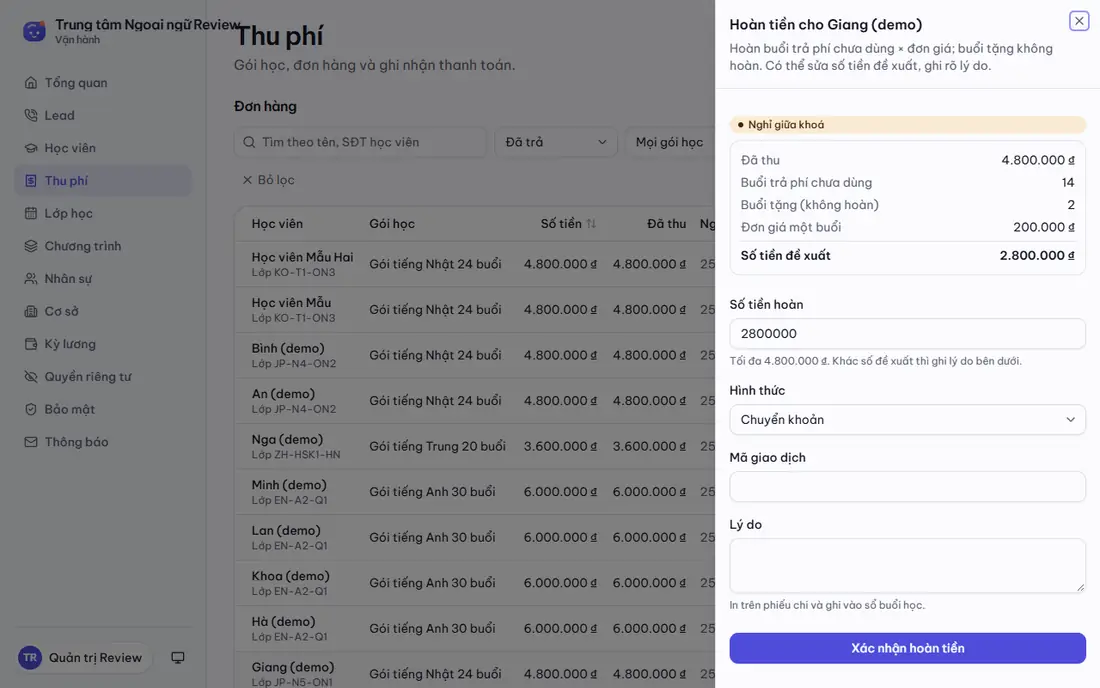 Trung tâm Ngoại ngữ Review
Vận hành
Tổng quan
Lead
Học viên
Thu phí
Lớp học
Chương trình
Nhân sự
Cơ sở
Kỳ lương
Quyền riêng tư
Bảo mật
Thông báo
TR Quản trị Review
Thu phí
Gói học, đơn hàng và ghi nhận thanh toán.
Đơn hàng
Tìm theo tên, SĐT học viên
Đã trả
Mọi gói học
Bỏ lọc
Học viên Gói học Số tiền Đã thu
Học viên Mẫu Hai
Lớp KO-T1-ON3
Gói tiếng Nhật 24 buổi 4.800.000 ₫ 4.800.000 ₫ 25
Học viên Mẫu
Lớp KO-T1-ON3
Gói tiếng Nhật 24 buổi 4.800.000 ₫ 4.800.000 ₫ 25
Bình (demo)
Lớp JP-N4-ON2
Gói tiếng Nhật 24 buổi 4.800.000 ₫ 4.800.000 ₫ 25
An (demo)
Lớp JP-N4-ON2
Gói tiếng Nhật 24 buổi 4.800.000 ₫ 4.800.000 ₫ 25
Nga (demo)
Lớp ZH-HSK1-HN
Gói tiếng Trung 20 buổi 3.600.000 ₫ 3.600.000 ₫ 25
Minh (demo)
Lớp EN-A2-Q1
Gói tiếng Anh 30 buổi 6.000.000 ₫ 6.000.000 ₫ 25
Lan (demo)
Lớp EN-A2-Q1
Gói tiếng Anh 30 buổi 6.000.000 ₫ 6.000.000 ₫ 25
Khoa (demo)
Lớp EN-A2-Q1
Gói tiếng Anh 30 buổi 6.000.000 ₫ 6.000.000 ₫ 25
Hà (demo)
Lớp EN-A2-Q1
Gói tiếng Anh 30 buổi 6.000.000 ₫ 6.000.000 ₫ 25
Giang (demo)
Lớp JP-N5-ON1
Gói tiếng Nhật 24 buổi 4.800.000 ₫ 4.800.000 ₫ 25
Hoàn tiền cho Giang (demo)
Hoàn buổi trả phí chưa dùng × đơn giá; buổi tặng không
hoàn. Có thể sửa số tiền đề xuất, ghi rõ lý do.
Nghỉ giữa khoá
Đã thu 4.800.000 ₫
Buổi trả phí chưa dùng 14
Buổi tặng (không hoàn) 2
Đơn giá một buổi 200.000 ₫
Số tiền đề xuất 2.800.000 ₫
Số tiền hoàn
2800000
Tối đa 4.800.000 ₫. Khác số đề xuất thì ghi lý do bên dưới.
Hình thức
Chuyển khoản
Mã giao dịch
Lý do
In trên phiếu chi và ghi vào sổ buổi học.
Xác nhận hoàn tiền